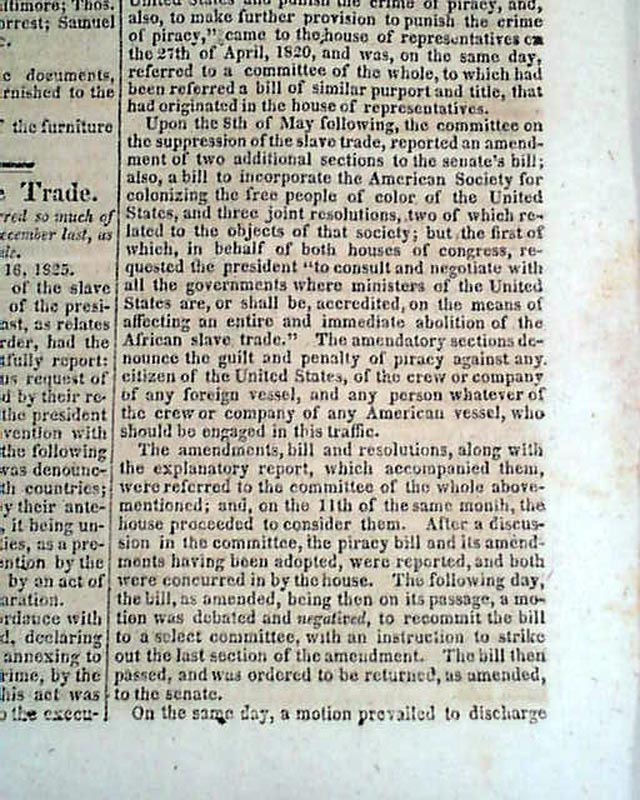 ltimore; Thos.
orrest; Samuel
c documents,
rnished to the
the furniture
Trade.
rred so much of
ecember last, as
16, 1825.
of the slave
of the presi-
ast, as relates
rder, had the
tfully report:
us request of
d by their re-
the president
vention with
the following
was denounc-
th countries;
y their ante-
, it being un-
ties, as a pre-
ention by the
by an act of
aration.
ordance with
d, declaring
annexing to
rime, by the
his act was
o the execu-
United States and punish the crime of piracy, and,
also, to make further provision to punish the crime
of piracy," came to the house of representatives on
the 27th of April, 1820, and was, on the same day,
referred to a committee of the whole, to which had
been referred a bill of similar purport and title, that
had originated in the house of representatives.
Upon the 8th of May following, the committee on
the suppression of the slave trade, reported an amend-
ment of two additional sections to the senate's bill;
also, a bill to incorporate the American Society for
colonizing the free people of color of the United
States, and three joint resolutions, two of which re-
lated to the objects of that society; but the first of
which, in behalf of both houses of congress, re-
quested the president "to consult and negotiate with
all the governments where ministers of the United
States are, or shall be, accredited, on the means of
affecting an entire and immediate abolition of the
African slave trade." The amendatory sections de-
nounce the guilt and penalty of piracy against any
citizen of the United States, of the crew or company
of any foreign vessel, and any person whatever of
the crew or company of any American vessel, who
should be engaged in this traffic.
The amendments, bill and resolutions, along with
the explanatory report, which accompanied them,
were referred to the committee of the whole above-
mentioned; and, on the 11th of the same month, the
house proceeded to consider them. After a discus-
sion in the committee, the piracy bill and its amend-
ments having been adopted, were reported, and both
were concurred in by the house. The following day,
the bill, as amended, being then on its passage, a mo-
tion was debated and negatived, to recommit the bill
to a select committee, with an instruction to strike
out the last section of the amendment. The bill then
passed, and was ordered to be returned, as amended,
to the senate.
On the same day, a motion prevailed to discharge